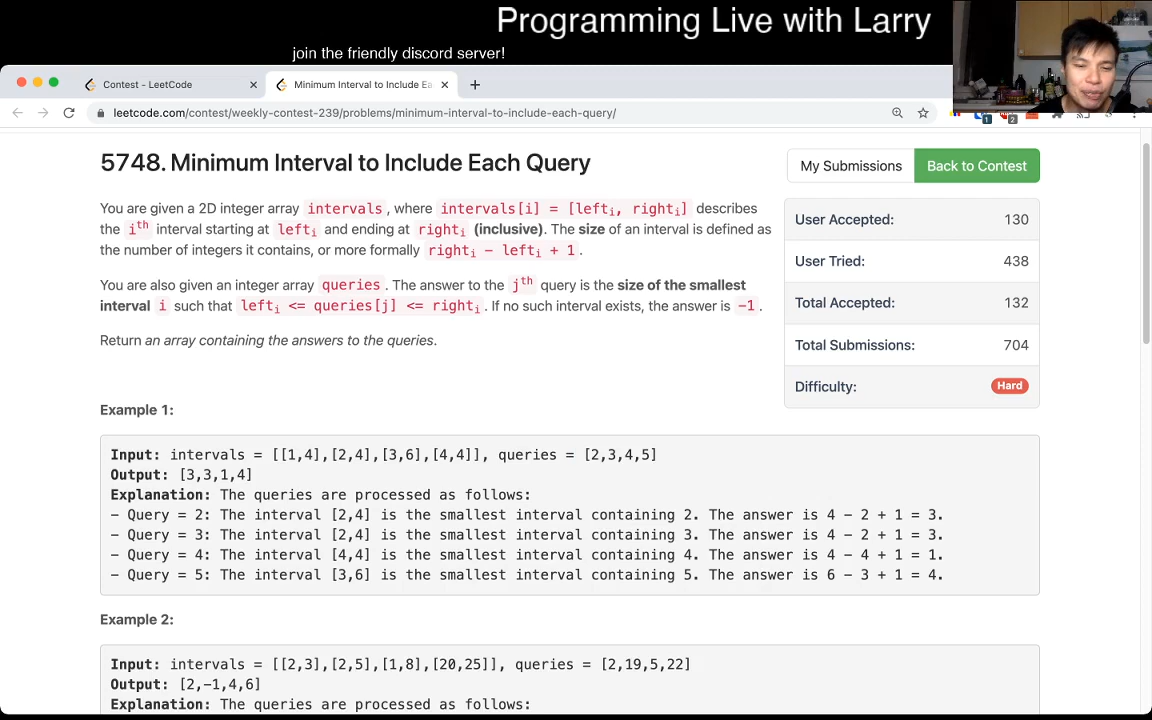 Programming Live with Larry
join the friendly discord server!
Contest - LeetCode
Minimum Interval to Include Ea
leetcode.com/contest/weekly-contest-239/problems/minimum-interval-to-include-each-query/
1
2
5748. Minimum Interval to Include Each Query
My Submissions
Back to Contest
You are given a 2D integer array intervals, where intervals[i] = [lefti, righti] describes
the ith interval starting at lefti and ending at righti (inclusive). The size of an interval is defined as
the number of integers it contains, or more formally righti - lefti + 1.
You are also given an integer array queries. The answer to the jth query is the size of the smallest
interval i such that lefti <= queries[j] <= righti. If no such interval exists, the answer is -1.
Return an array containing the answers to the queries.
User Accepted: 130
User Tried: 438
Total Accepted: 132
Total Submissions: 704
Difficulty: Hard
Example 1:
Input: intervals = [[1,4],[2,4],[3,6],[4,4]], queries = [2,3,4,5]
Output: [3,3,1,4]
Explanation: The queries are processed as follows:
- Query = 2: The interval [2,4] is the smallest interval containing 2. The answer is 4 - 2 + 1 = 3.
- Query = 3: The interval [2,4] is the smallest interval containing 3. The answer is 4 - 2 + 1 = 3.
- Query = 4: The interval [4,4] is the smallest interval containing 4. The answer is 4 - 4 + 1 = 1.
- Query = 5: The interval [3,6] is the smallest interval containing 5. The answer is 6 - 3 + 1 = 4.
Example 2:
Input: intervals = [[2,3],[2,5],[1,8],[20,25]], queries = [2,19,5,22]
Output: [2,-1,4,6]
Explanation: The queries are processed as follows: